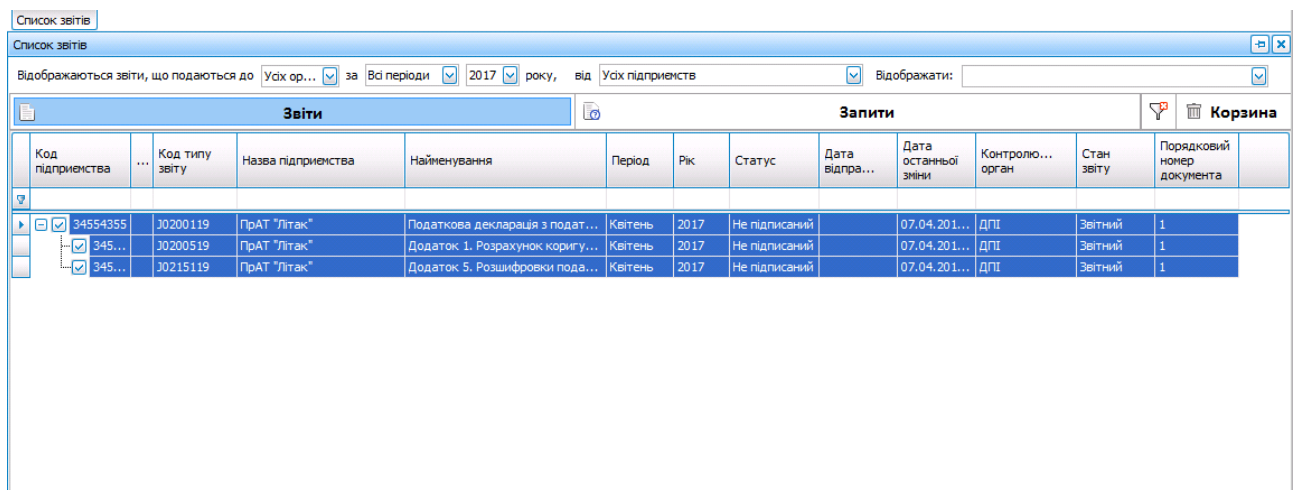 Список звітів
Список звітів
Відображаються звіти, що подаються до Усіх ор... за Всі періоди 2017 року, від Усіх підприємств Відображати:
Звіти Запити Корзина
Код підприємства ... Код типу звіту Назва підприємства Найменування Період Рік Статус Дата відпра... Дата останньої зміни Контролю... орган Стан звіту Порядковий номер документа
34554355 J0200119 ПрАТ "Літак" Податкова декларація з подат... Квітень 2017 Не підписаний 07.04.201... ДПІ Звітний 1
345... J0200519 ПрАТ "Літак" Додаток 1. Розрахунок коригу... Квітень 2017 Не підписаний 07.04.201... ДПІ Звітний 1
345... J0215119 ПрАТ "Літак" Додаток 5. Розшифровки пода... Квітень 2017 Не підписаний 07.04.201... ДПІ Звітний 1